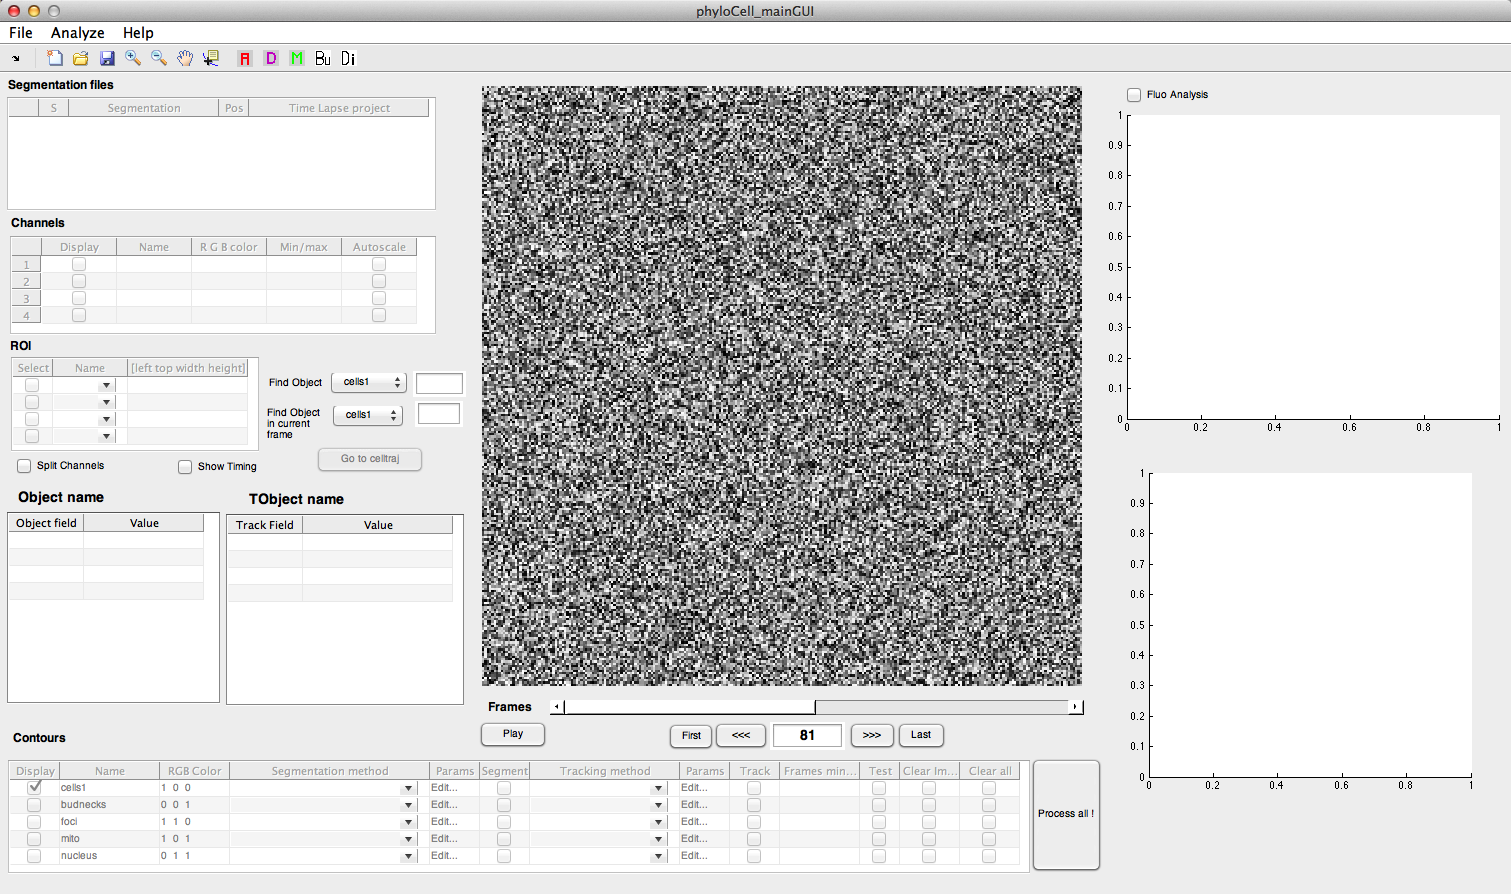 phyloCell_mainGUI
File Analyze Help
A D M Bu Di
Segmentation files
S Segmentation Pos Time Lapse project
Channels
Display Name R G B color Min/max Autoscale
1
2
3
4
ROI
Select Name [left top width height]
Find Object cells1
Find Object
in current
frame
cells1
Split Channels
Show Timing
Go to celltraj
Object name
Object field Value
TObject name
Track Field Value
Frames
Play First <<< 81 >>> Last
Fluo Analysis
1
0.9
0.8
0.7
0.6
0.5
0.4
0.3
0.2
0.1
0
0 0.2 0.4 0.6 0.8 1
1
0.9
0.8
0.7
0.6
0.5
0.4
0.3
0.2
0.1
0
0 0.2 0.4 0.6 0.8 1
Contours
Display Name RGB Color Segmentation method Params Segment Tracking method Params Track Frames min... Test Clear Im... Clear all
cells1 1 0 0 Edit... Edit...
budnecks 0 0 1 Edit... Edit...
foci 1 1 0 Edit... Edit...
mito 1 0 1 Edit... Edit...
nucleus 0 1 1 Edit... Edit...
Process all !